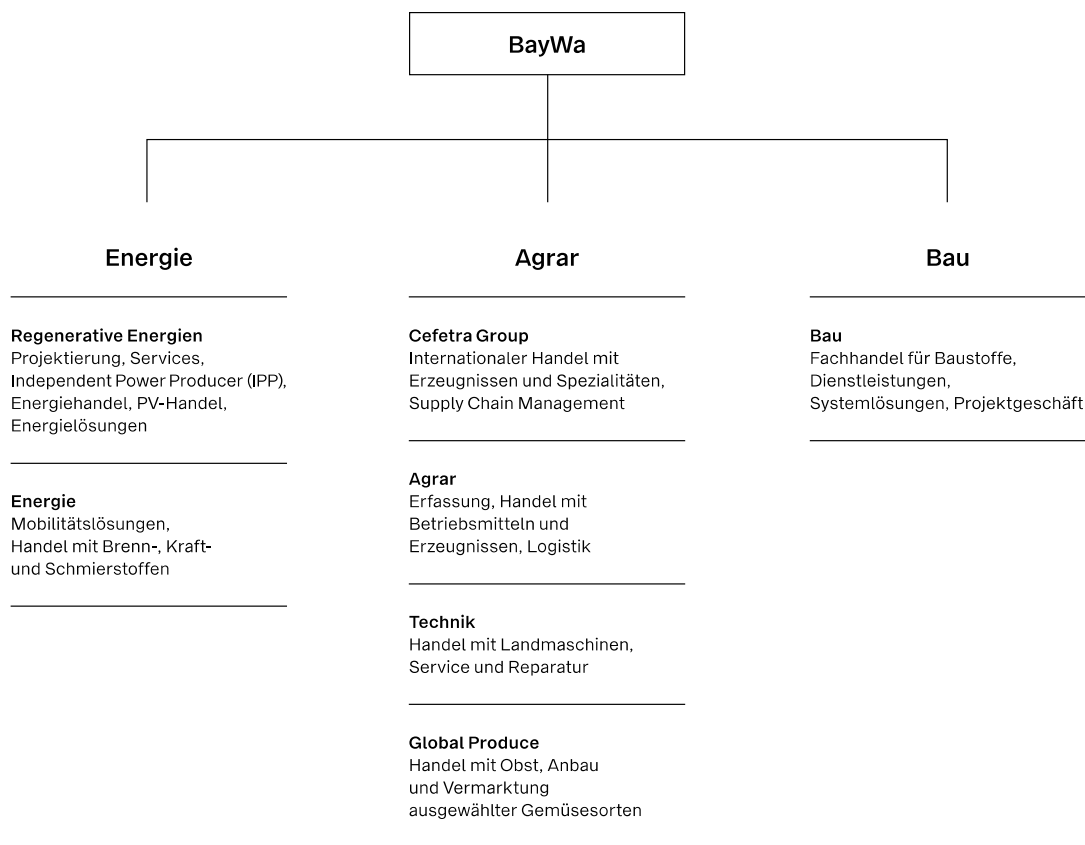 BayWa
Energie
Regenerative Energien
Projektierung, Services,
Independent Power Producer (IPP),
Energiehandel, PV-Handel,
Energielösungen
Energie
Mobilitätslösungen,
Handel mit Brenn-, Kraft-
und Schmierstoffen
Agrar
Cefetra Group
Internationaler Handel mit
Erzeugnissen und Spezialitäten,
Supply Chain Management
Agrar
Erfassung, Handel mit
Betriebsmitteln und
Erzeugnissen, Logistik
Technik
Handel mit Landmaschinen,
Service und Reparatur
Global Produce
Handel mit Obst, Anbau
und Vermarktung
ausgewählter Gemüsesorten
Bau
Bau
Fachhandel für Baustoffe,
Dienstleistungen,
Systemlösungen, Projektgeschäft